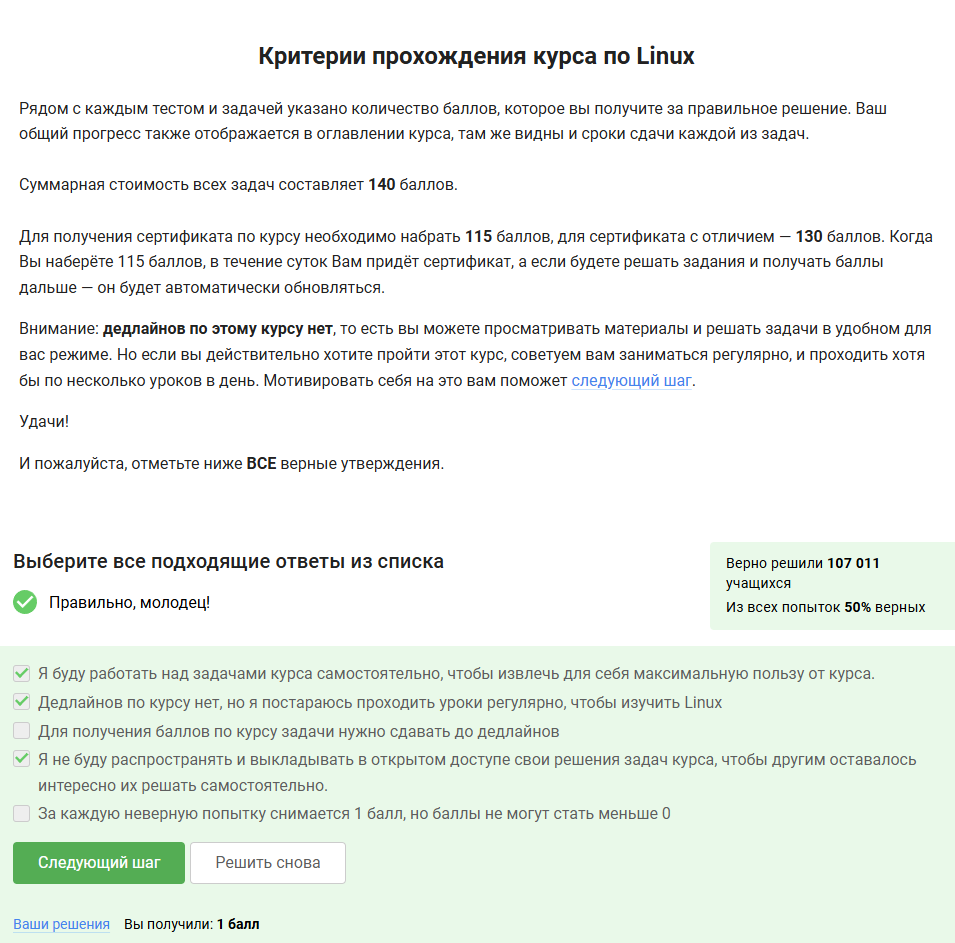 Критерии прохождения курса по Linux
Рядом с каждым тестом и задачей указано количество баллов, которое вы получите за правильное решение. Ваш
общий прогресс также отображается в оглавлении курса, там же видны и сроки сдачи каждой из задач.
Суммарная стоимость всех задач составляет 140 баллов.
Для получения сертификата по курсу необходимо набрать 115 баллов, для сертификата с отличием — 130 баллов. Когда
Вы наберёте 115 баллов, в течение суток Вам придёт сертификат, а если будете решать задания и получать баллы
дальше — он будет автоматически обновляться.
Внимание: дедлайнов по этому курсу нет, то есть вы можете просматривать материалы и решать задачи в удобном для
вас режиме. Но если вы действительно хотите пройти этот курс, советуем вам заниматься регулярно, и проходить хотя
бы по несколько уроков в день. Мотивировать себя на это вам поможет следующий шаг.
Удачи!
И пожалуйста, отметьте ниже ВСЕ верные утверждения.
Выберите все подходящие ответы из списка
Правильно, молодец!
Верно решили 107 011
учащихся
Из всех попыток 50% верных
Я буду работать над задачами курса самостоятельно, чтобы извлечь для себя максимальную пользу от курса.
Дедлайнов по курсу нет, но я постараюсь проходить уроки регулярно, чтобы изучить Linux
Для получения баллов по курсу задачи нужно сдавать до дедлайнов
Я не буду распространять и выкладывать в открытом доступе свои решения задач курса, чтобы другим оставалось
интересно их решать самостоятельно.
За каждую неверную попытку снимается 1 балл, но баллы не могут стать меньше 0
Следующий шаг
Решить снова
Ваши решения Вы получили: 1 балл